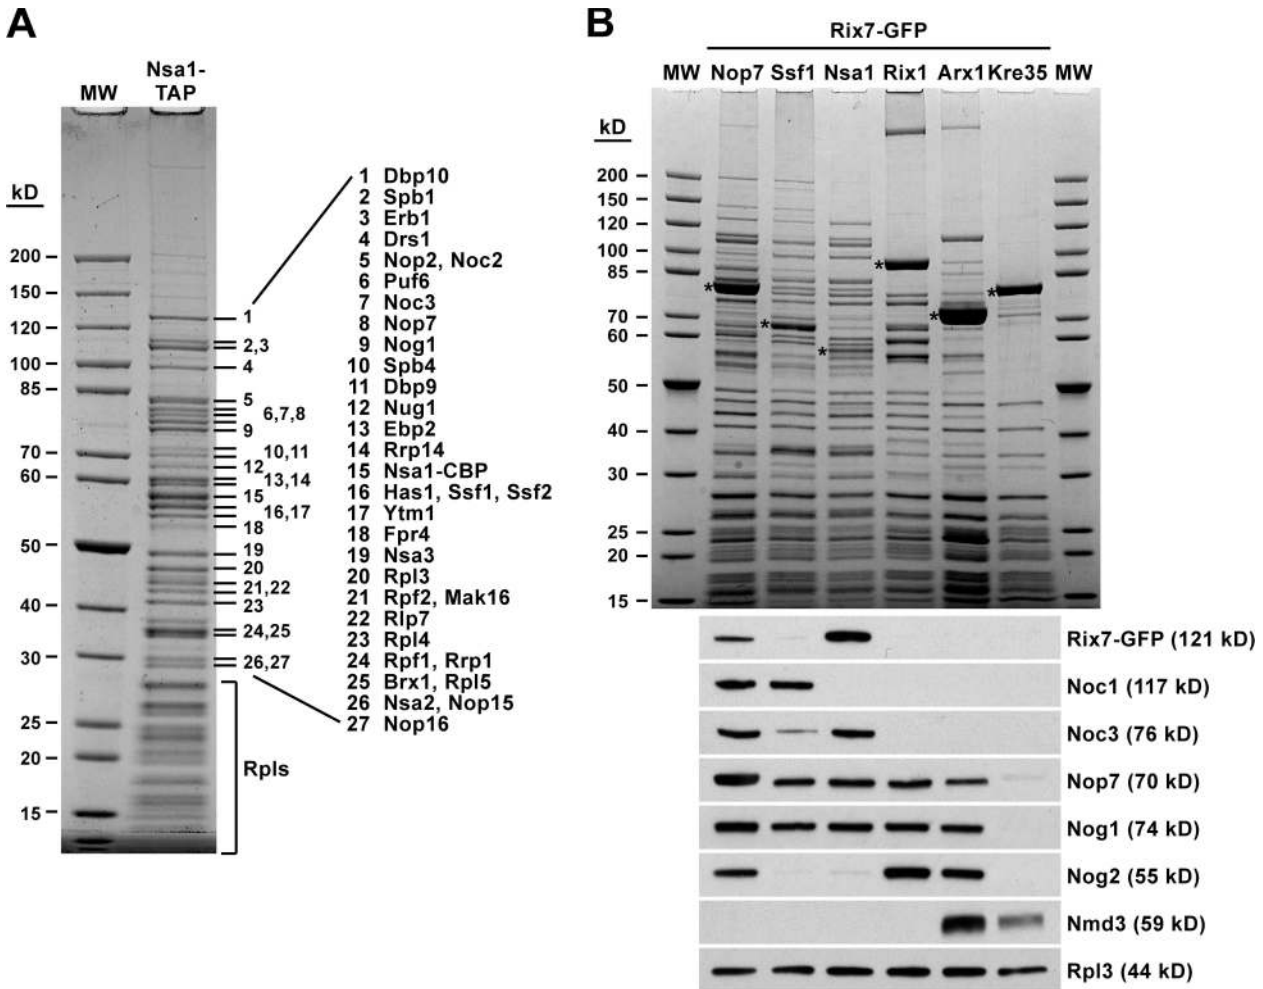 A
B
Nsa1-
MW TAP
kD
200
150
120
100
85
70
60
50
40
30
25
20
15
1
2,3
4
5
6,7,8
9
10,11
12
13,14
15
16,17
18
19
20
21,22
23
24,25
26,27
Rpls
1 Dbp10
2 Spb1
3 Erb1
4 Drs1
5 Nop2, Noc2
6 Puf6
7 Noc3
8 Nop7
9 Nog1
10 Spb4
11 Dbp9
12 Nug1
13 Ebp2
14 Rrp14
15 Nsa1-CBP
16 Has1, Ssf1, Ssf2
17 Ytm1
18 Fpr4
19 Nsa3
20 Rpl3
21 Rpf2, Mak16
22 Rlp7
23 Rpl4
24 Rpf1, Rrp1
25 Brx1, Rpl5
26 Nsa2, Nop15
27 Nop16
Rix7-GFP
MW Nop7 Ssf1 Nsa1 Rix1 Arx1 Kre35 MW
kD
200
150
120
100
85
70
60
50
40
30
25
20
15
*
*
*
*
*
*
Rix7-GFP (121 kD)
Noc1 (117 kD)
Noc3 (76 kD)
Nop7 (70 kD)
Nog1 (74 kD)
Nog2 (55 kD)
Nmd3 (59 kD)
Rpl3 (44 kD)